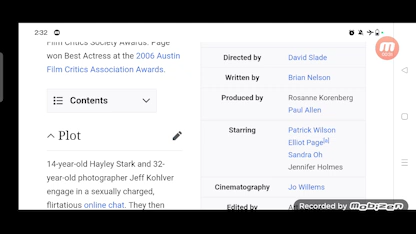 2:32
Film Critics Society Awards. Page
won Best Actress at the 2006 Austin
Film Critics Association Awards.
Contents
Plot
14-year-old Hayley Stark and 32-
year-old photographer Jeff Kohlver
engage in a sexually charged,
flirtatious online chat. They then
Directed by David Slade
Written by Brian Nelson
Produced by Rosanne Korenberg
Paul Allen
Starring Patrick Wilson
Elliot Page[a]
Sandra Oh
Jennifer Holmes
Cinematography Jo Willems
Edited by
Recorded by Mobizen